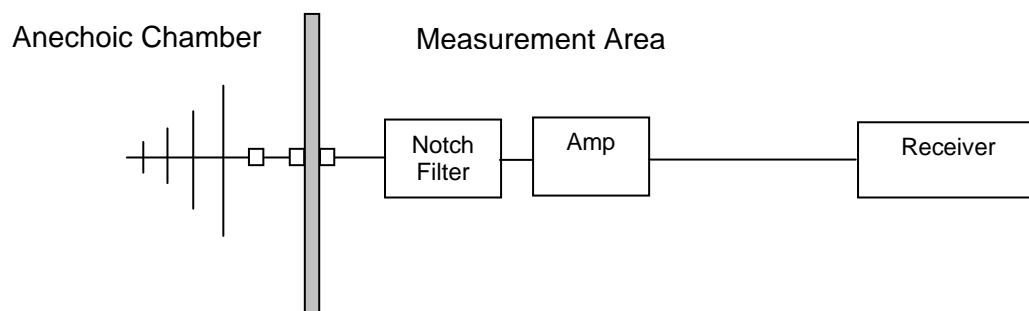 Anechoic Chamber
Measurement Area
Notch
Filter
Amp
Receiver